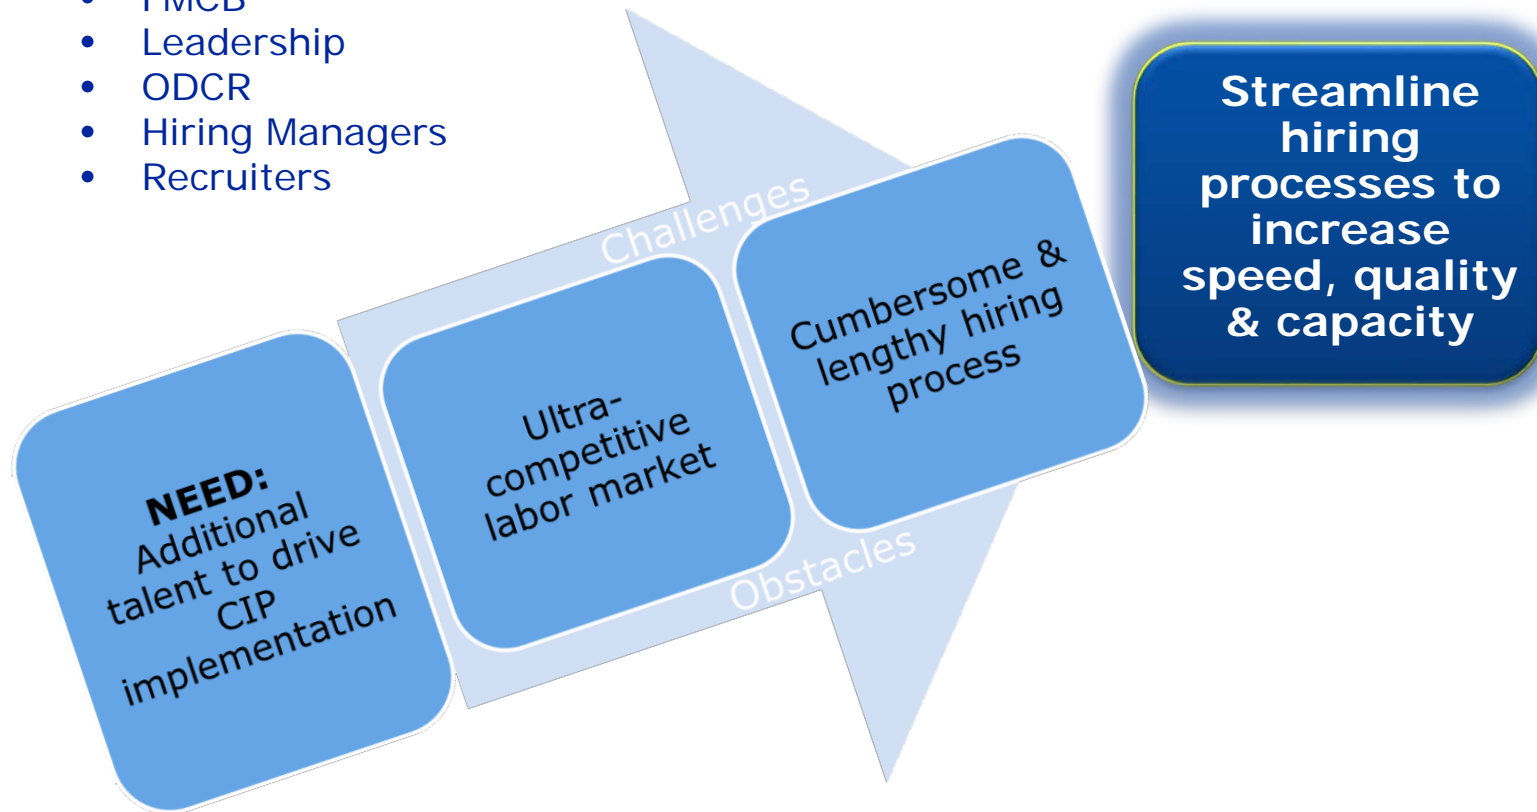 • FMCB
• Leadership
• ODCR
• Hiring Managers
• Recruiters
Challenges
NEED:
Additional
talent to drive
CIP
implementation
Ultra-
competitive
labor market
Cumbersome &
lengthy hiring
process
Obstacles
Streamline
hiring
processes to
increase
speed, quality
& capacity